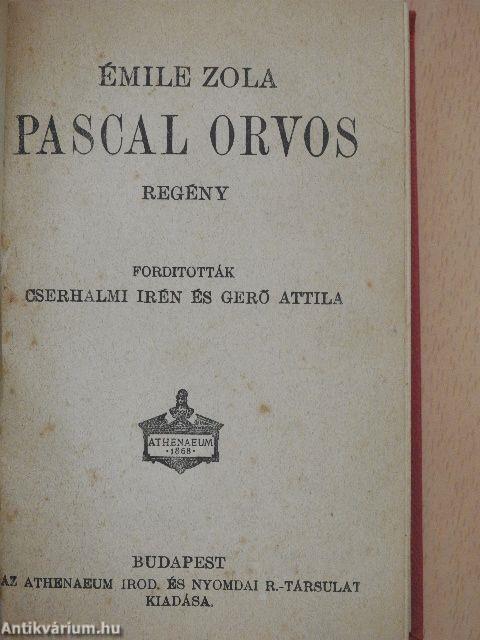 ÉMILE ZOLA
PASCAL ORVOS
REGÉNY
FORDITOTTÁK
CSERHALMI IRÉN ÉS GERŐ ATTILA
ATHENAEUM
·1868·
BUDAPEST
AZ ATHENAEUM IROD. ÉS NYOMDAI R.-TÁRSULAT
KIADÁSA.
Antikvárium.hu